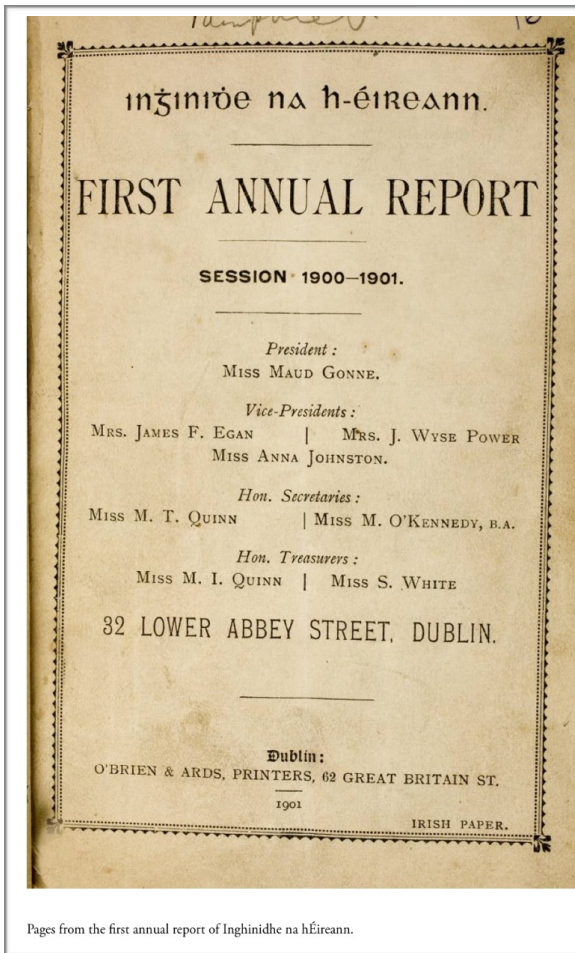 Pamphlet
inġiniḋe na h-éireann.
FIRST ANNUAL REPORT
SESSION 1900–1901.
President :
Miss Maud Gonne.
Vice-Presidents :
Mrs. James F. Egan | Mrs. J. Wyse Power
Miss Anna Johnston.
Hon. Secretaries :
Miss M. T. Quinn | Miss M. O'Kennedy, B.A.
Hon. Treasurers :
Miss M. I. Quinn | Miss S. White
32 LOWER ABBEY STREET, DUBLIN.
Dublin:
O'BRIEN & ARDS, PRINTERS, 62 GREAT BRITAIN ST.
1901
IRISH PAPER.
Pages from the first annual report of Inghinidhe na hÉireann.